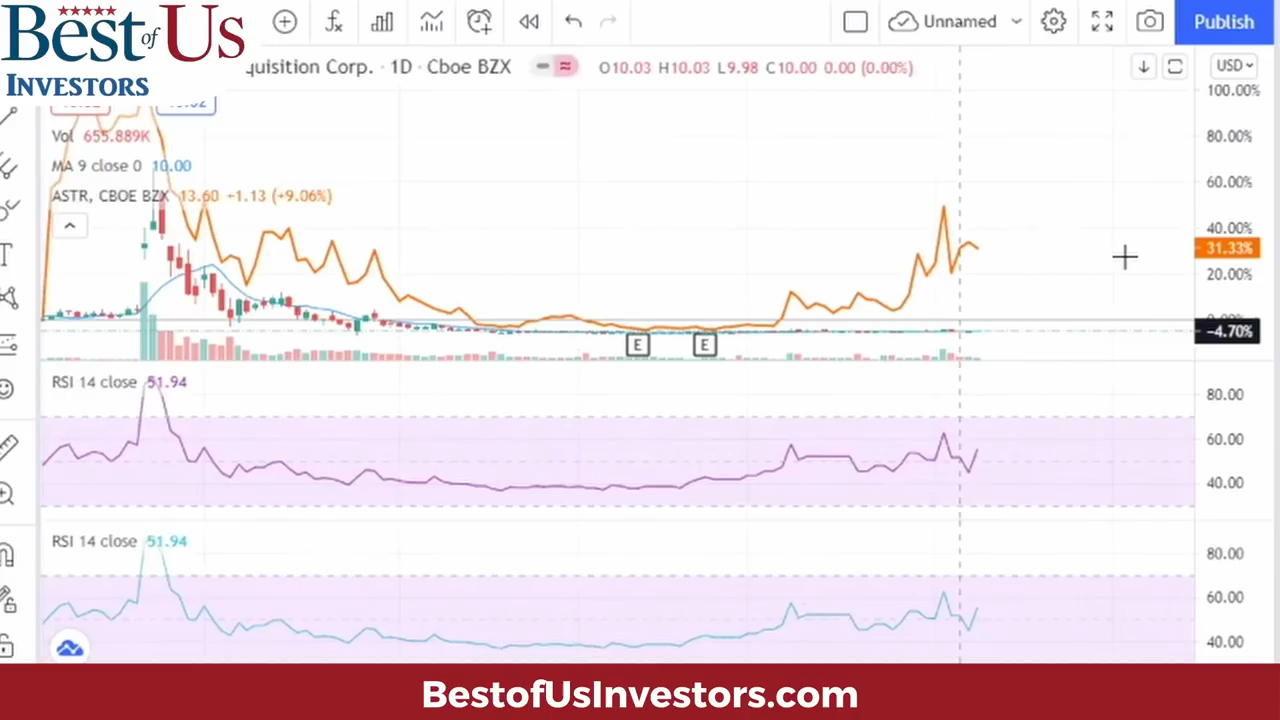 Best of Us
INVESTORS
fx
Unnamed
Publish
quisition Corp. · 1D · Cboe BZX
O10.03 H10.03 L9.98 C10.00 0.00 (0.00%)
USD
Vol 655.889K
MA 9 close 0 10.00
ASTR, CBOE BZX 13.60 +1.13 (+9.06%)
100.00%
80.00%
60.00%
40.00%
31.33%
20.00%
0.00%
−4.70%
E E
RSI 14 close 51.94
80.00
60.00
40.00
RSI 14 close 51.94
80.00
60.00
40.00
BestofUsInvestors.com